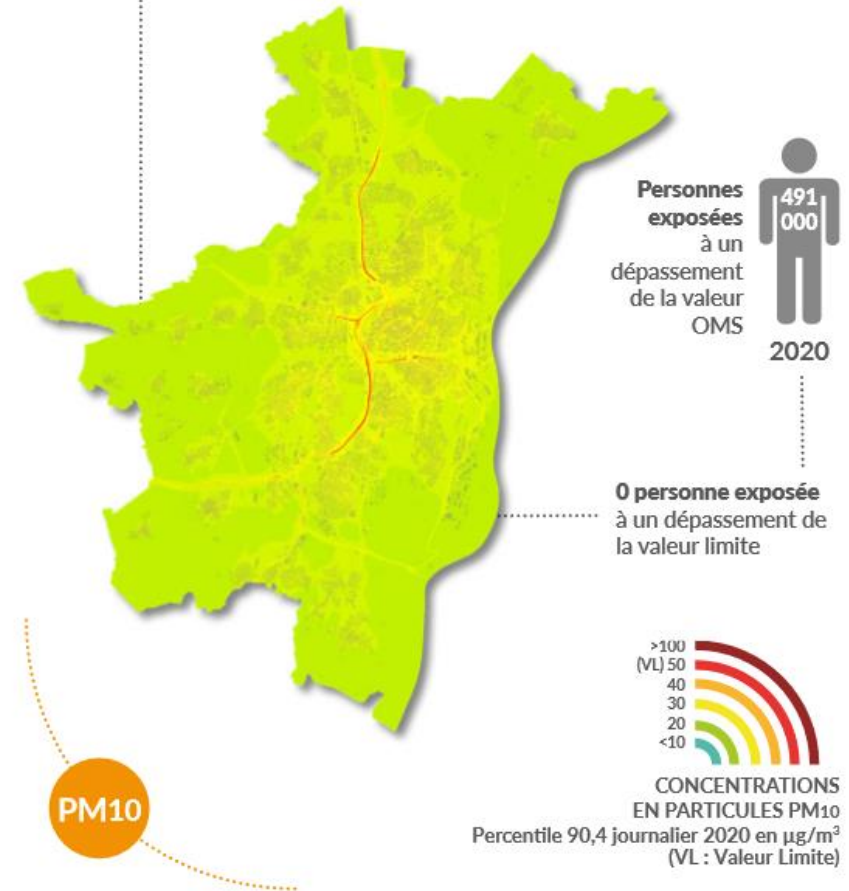 Personnes
exposées
à un
dépassement
de la valeur
OMS
491
000
2020
0 personne exposée
à un dépassement de
la valeur limite
>100
(VL) 50
40
30
20
<10
CONCENTRATIONS
EN PARTICULES PM10
Percentile 90,4 journalier 2020 en µg/m³
(VL : Valeur Limite)
PM10